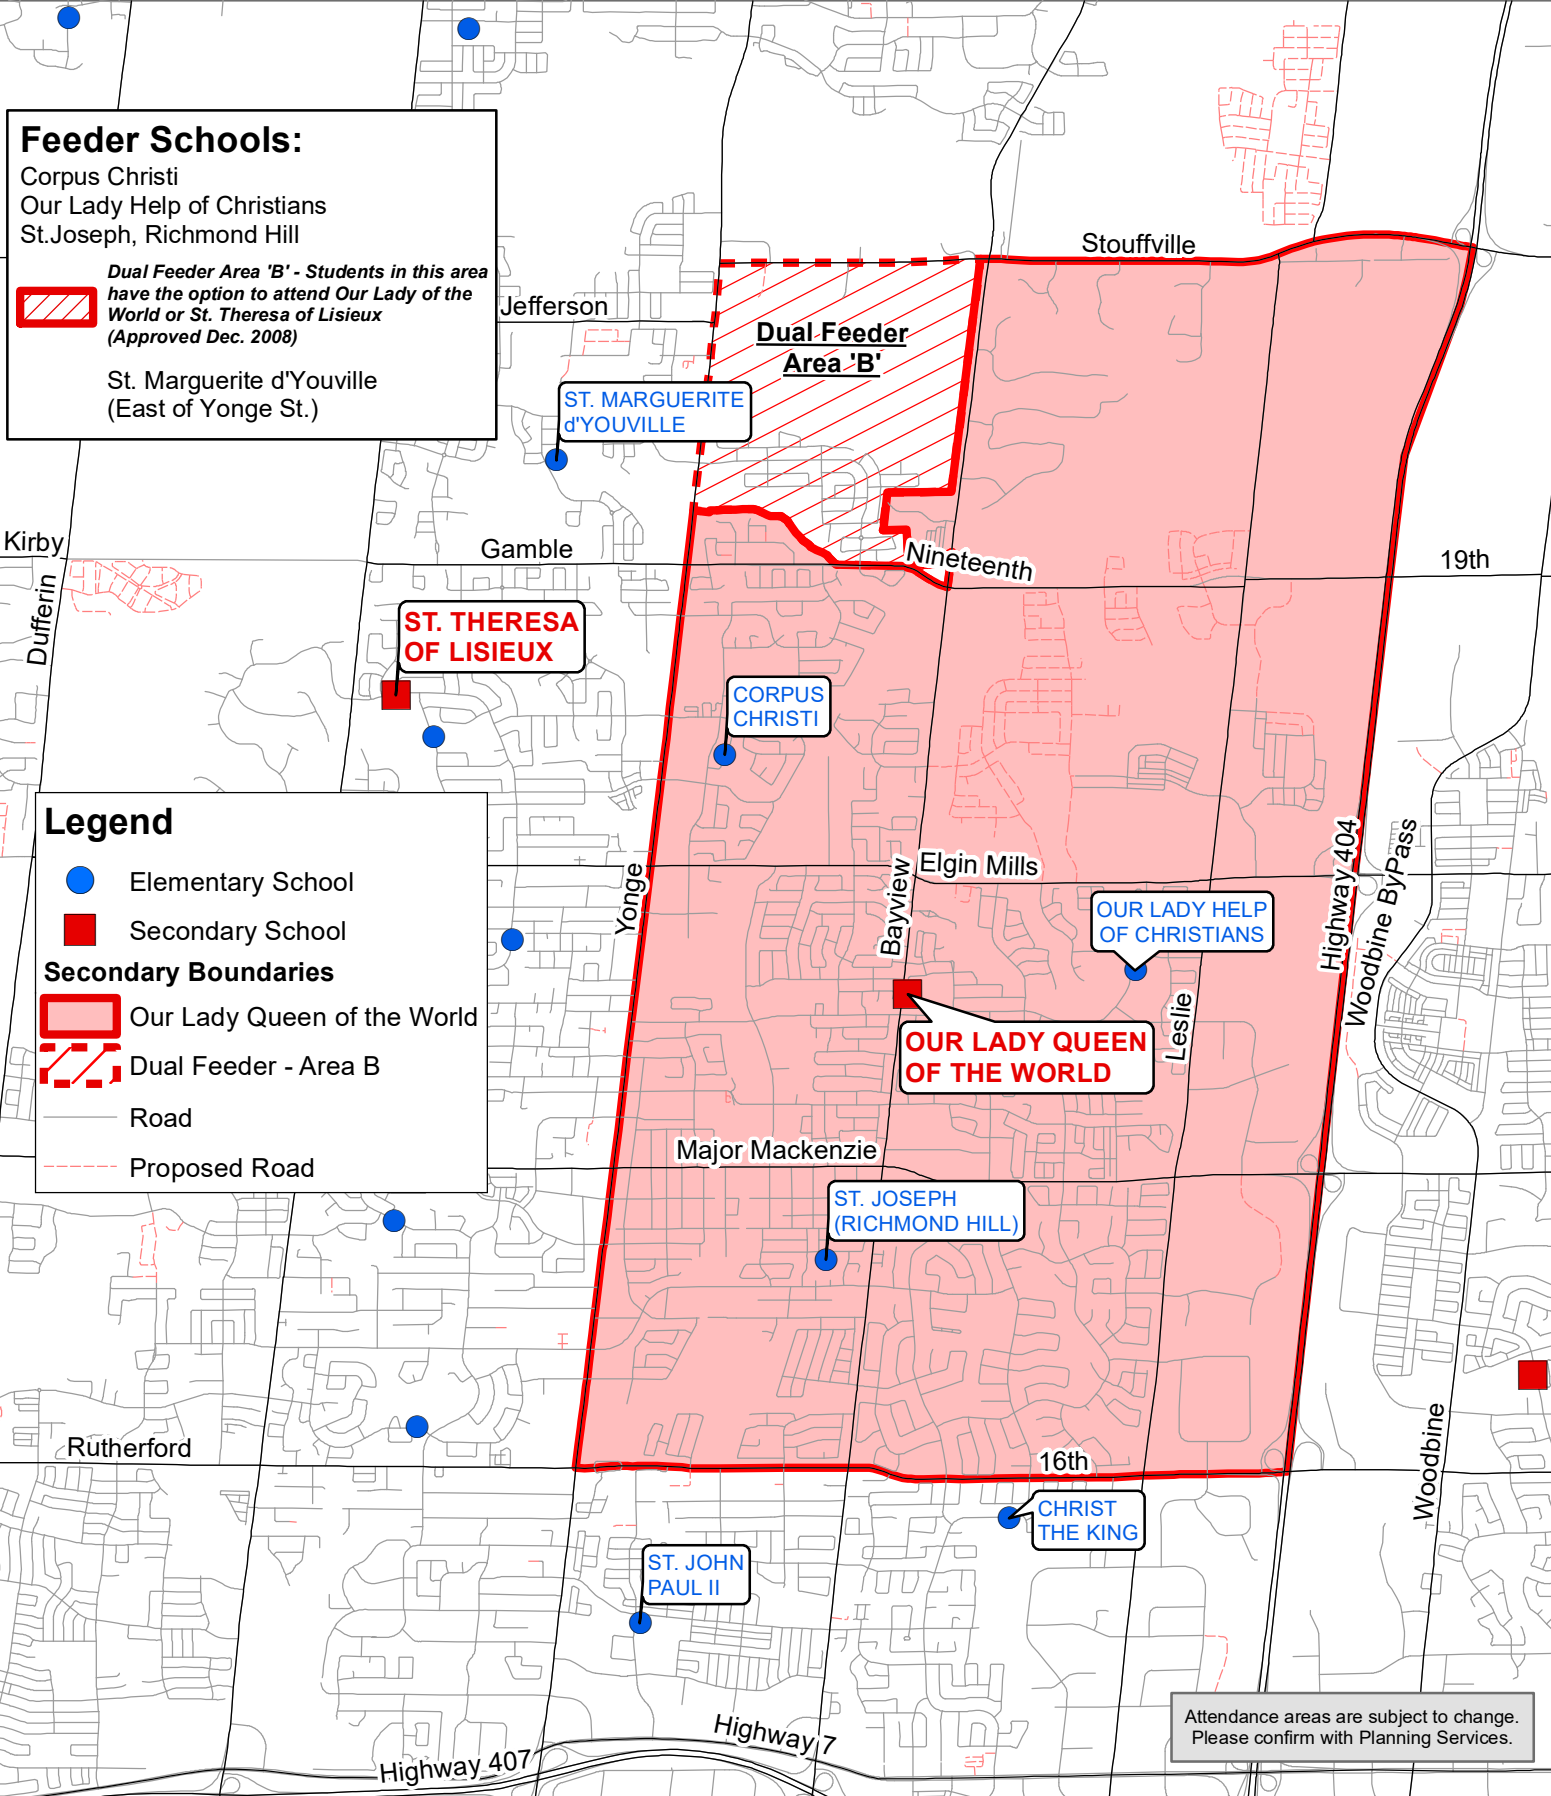 Stouffville
Feeder Schools:
Corpus Christi
Our Lady Help of Christians
St.Joseph, Richmond Hill
Dual Feeder Area 'B' - Students in this area
have the option to attend Our Lady of the
World or St. Theresa of Lisieux
(Approved Dec. 2008)
St. Marguerite d'Youville
(East of Yonge St.)
Jefferson
Dual Feeder
Area 'B'
ST. MARGUERITE
d'YOUVILLE
Kirby
Gamble
Nineteenth
19th
Dufferin
ST. THERESA
OF LISIEUX
CORPUS
CHRISTI
Legend
Elementary School
Secondary School
Secondary Boundaries
Our Lady Queen of the World
Dual Feeder - Area B
Road
Proposed Road
Yonge
Bayview
Elgin Mills
Highway 404
Woodbine ByPass
OUR LADY HELP
OF CHRISTIANS
Leslie
OUR LADY QUEEN
OF THE WORLD
Major Mackenzie
ST. JOSEPH
(RICHMOND HILL)
Rutherford
16th
Woodbine
CHRIST
THE KING
ST. JOHN
PAUL II
Attendance areas are subject to change.
Please confirm with Planning Services.
Highway 7
Highway 407